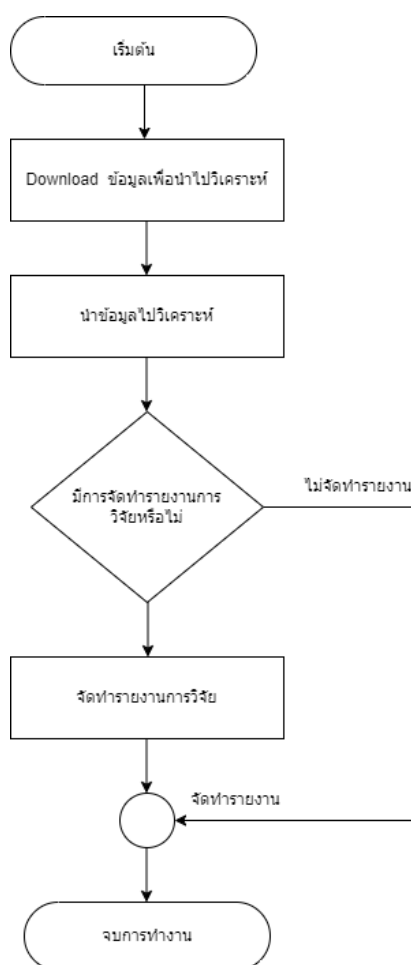 เริ่มต้น
Download ข้อมูลเพื่อนำไปวิเคราะห์
นำข้อมูลไปวิเคราะห์
มีการจัดทำรายงานการ
วิจัยหรือไม่
ไม่จัดทำรายงาน
จัดทำรายงานการวิจัย
จัดทำรายงาน
จบการทำงาน